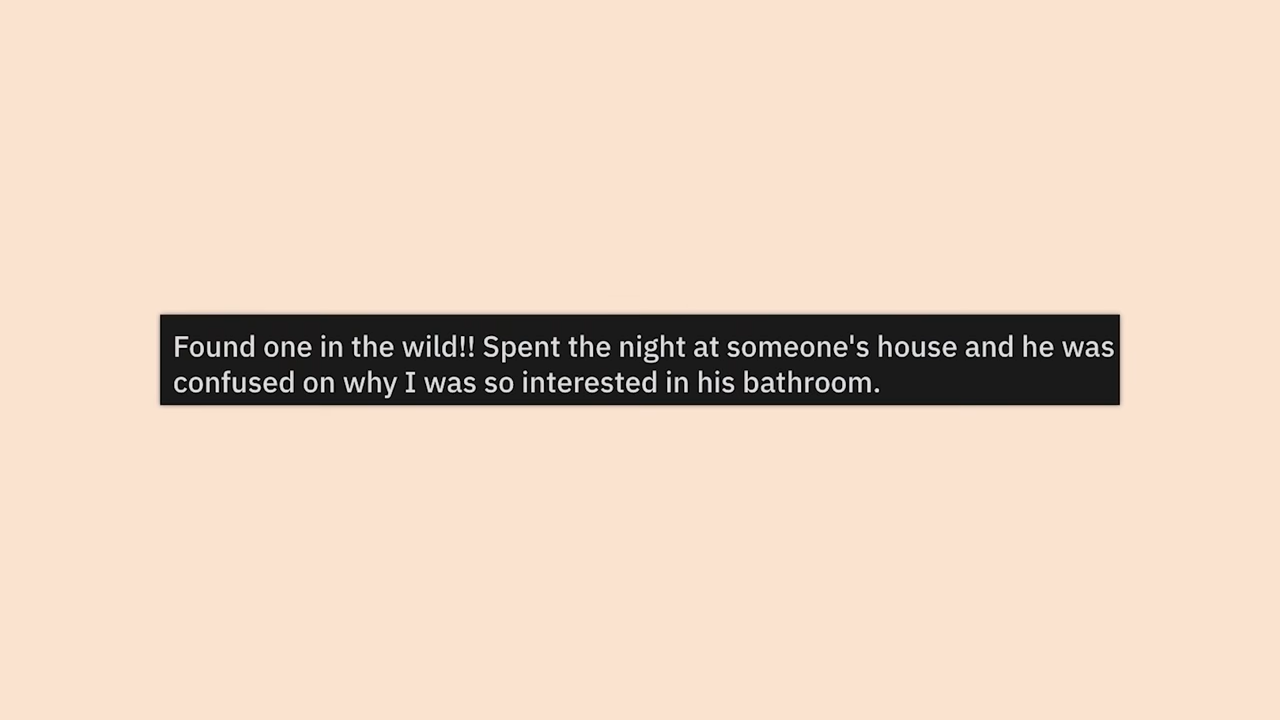 Found one in the wild!! Spent the night at someone's house and he was
confused on why I was so interested in his bathroom.